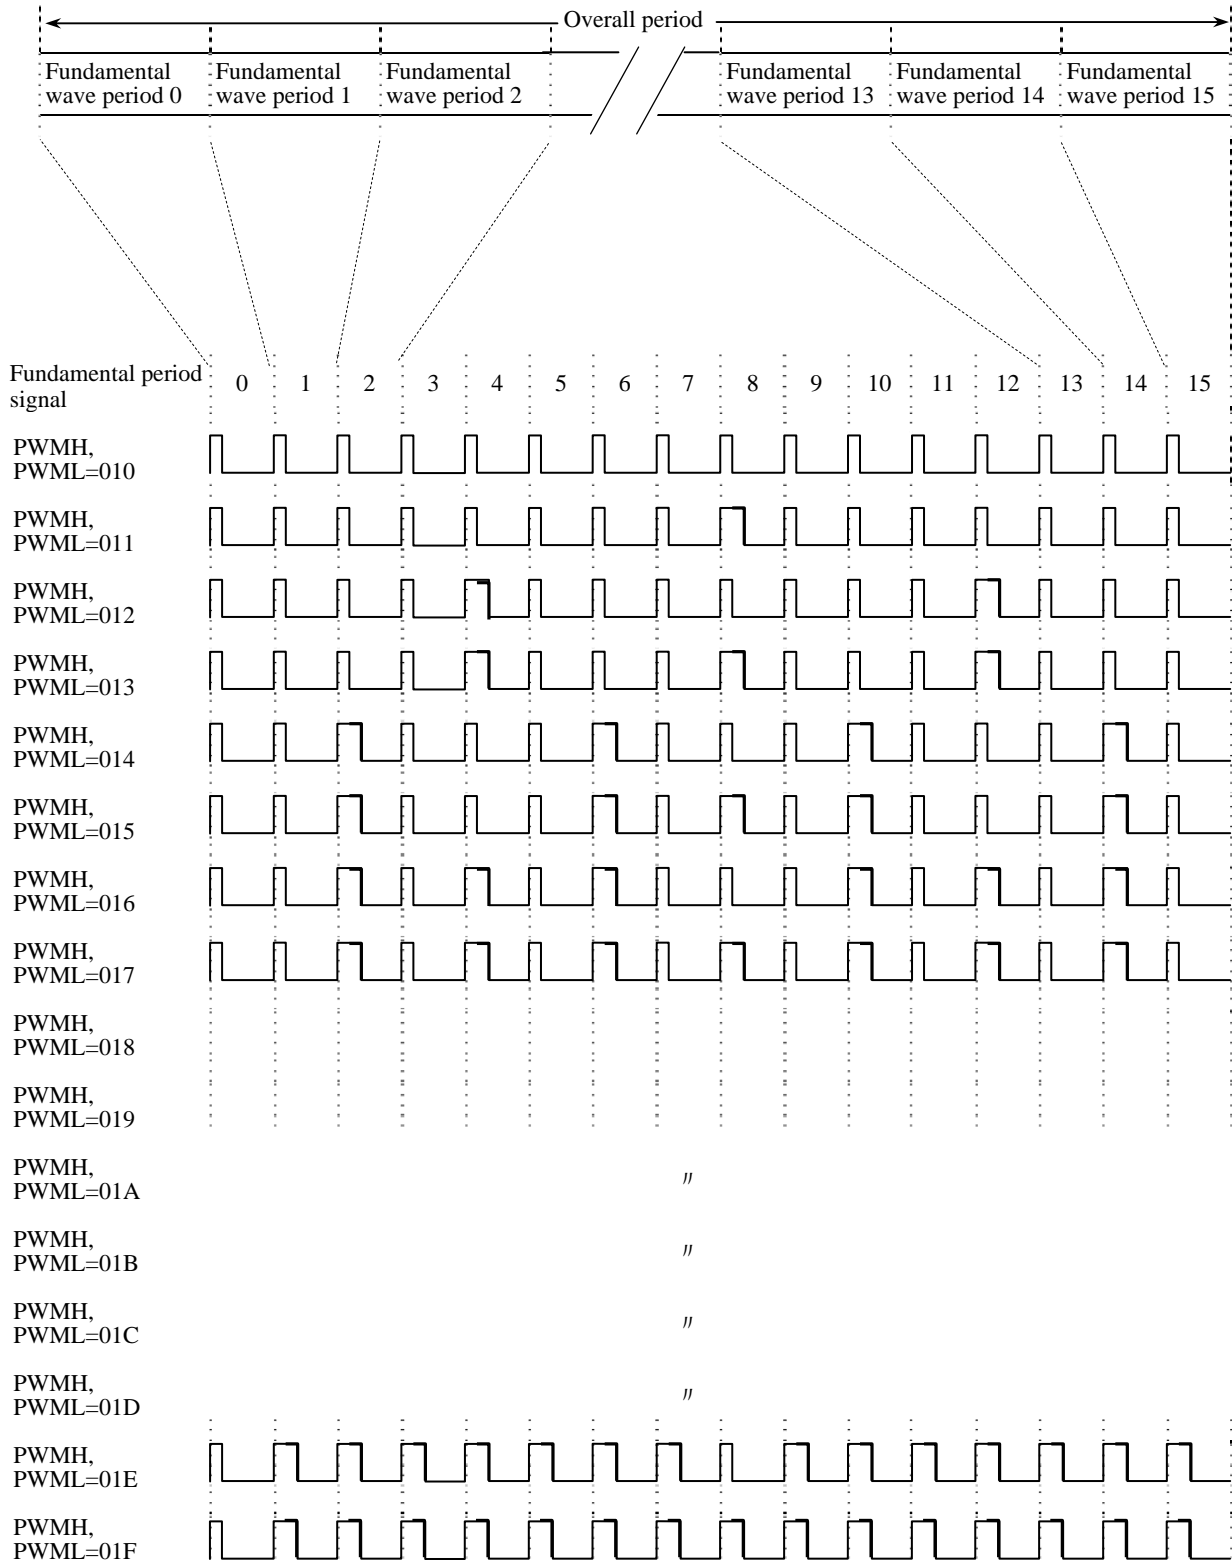 Overall period
Fundamental wave period 0
Fundamental wave period 1
Fundamental wave period 2
Fundamental wave period 13
Fundamental wave period 14
Fundamental wave period 15
Fundamental period signal
0 1 2 3 4 5 6 7 8 9 10 11 12 13 14 15
PWMH,
PWML=010
PWMH,
PWML=011
PWMH,
PWML=012
PWMH,
PWML=013
PWMH,
PWML=014
PWMH,
PWML=015
PWMH,
PWML=016
PWMH,
PWML=017
PWMH,
PWML=018
PWMH,
PWML=019
PWMH,
PWML=01A
〃
PWMH,
PWML=01B
〃
PWMH,
PWML=01C
〃
PWMH,
PWML=01D
〃
PWMH,
PWML=01E
PWMH,
PWML=01F